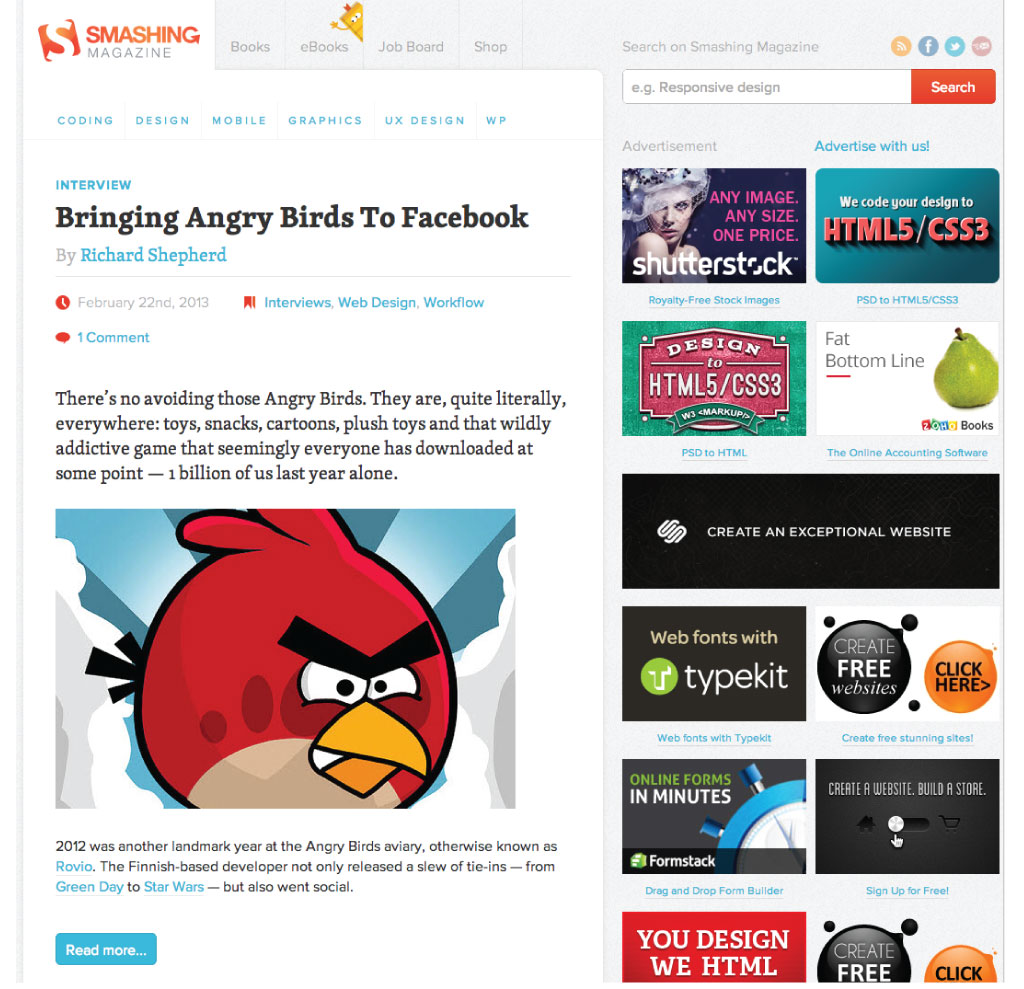 SMASHING
MAGAZINE
Books
eBooks
Job Board
Shop
CODING
DESIGN
MOBILE
GRAPHICS
UX DESIGN
WP
INTERVIEW
Bringing Angry Birds To Facebook
By Richard Shepherd
February 22nd, 2013
Interviews, Web Design, Workflow
1 Comment
There's no avoiding those Angry Birds. They are, quite literally,
everywhere: toys, snacks, cartoons, plush toys and that wildly
addictive game that seemingly everyone has downloaded at
some point — 1 billion of us last year alone.
2012 was another landmark year at the Angry Birds aviary, otherwise known as
Rovio. The Finnish-based developer not only released a slew of tie-ins — from
Green Day to Star Wars — but also went social.
Read more...
Search on Smashing Magazine
e.g. Responsive design
Search
Advertisement
Advertise with us!
ANY IMAGE.
ANY SIZE.
ONE PRICE.
shutterstock
Royalty-Free Stock Images
We code your design to
HTML5/CSS3
PSD to HTML5/CSS3
DESIGN
to
HTML5/CSS3
W3 <MARKUP/>
PSD to HTML
Fat
Bottom Line
ZOHO Books
The Online Accounting Software
CREATE AN EXCEPTIONAL WEBSITE
Web fonts with
typekit
Web fonts with Typekit
CREATE
FREE
websites
CLICK
HERE>
Create free stunning sites!
ONLINE FORMS
IN MINUTES
Formstack
Drag and Drop Form Builder
CREATE A WEBSITE. BUILD A STORE.
Sign Up for Free!
YOU DESIGN
WE HTML
CREATE
FREE
CLICK